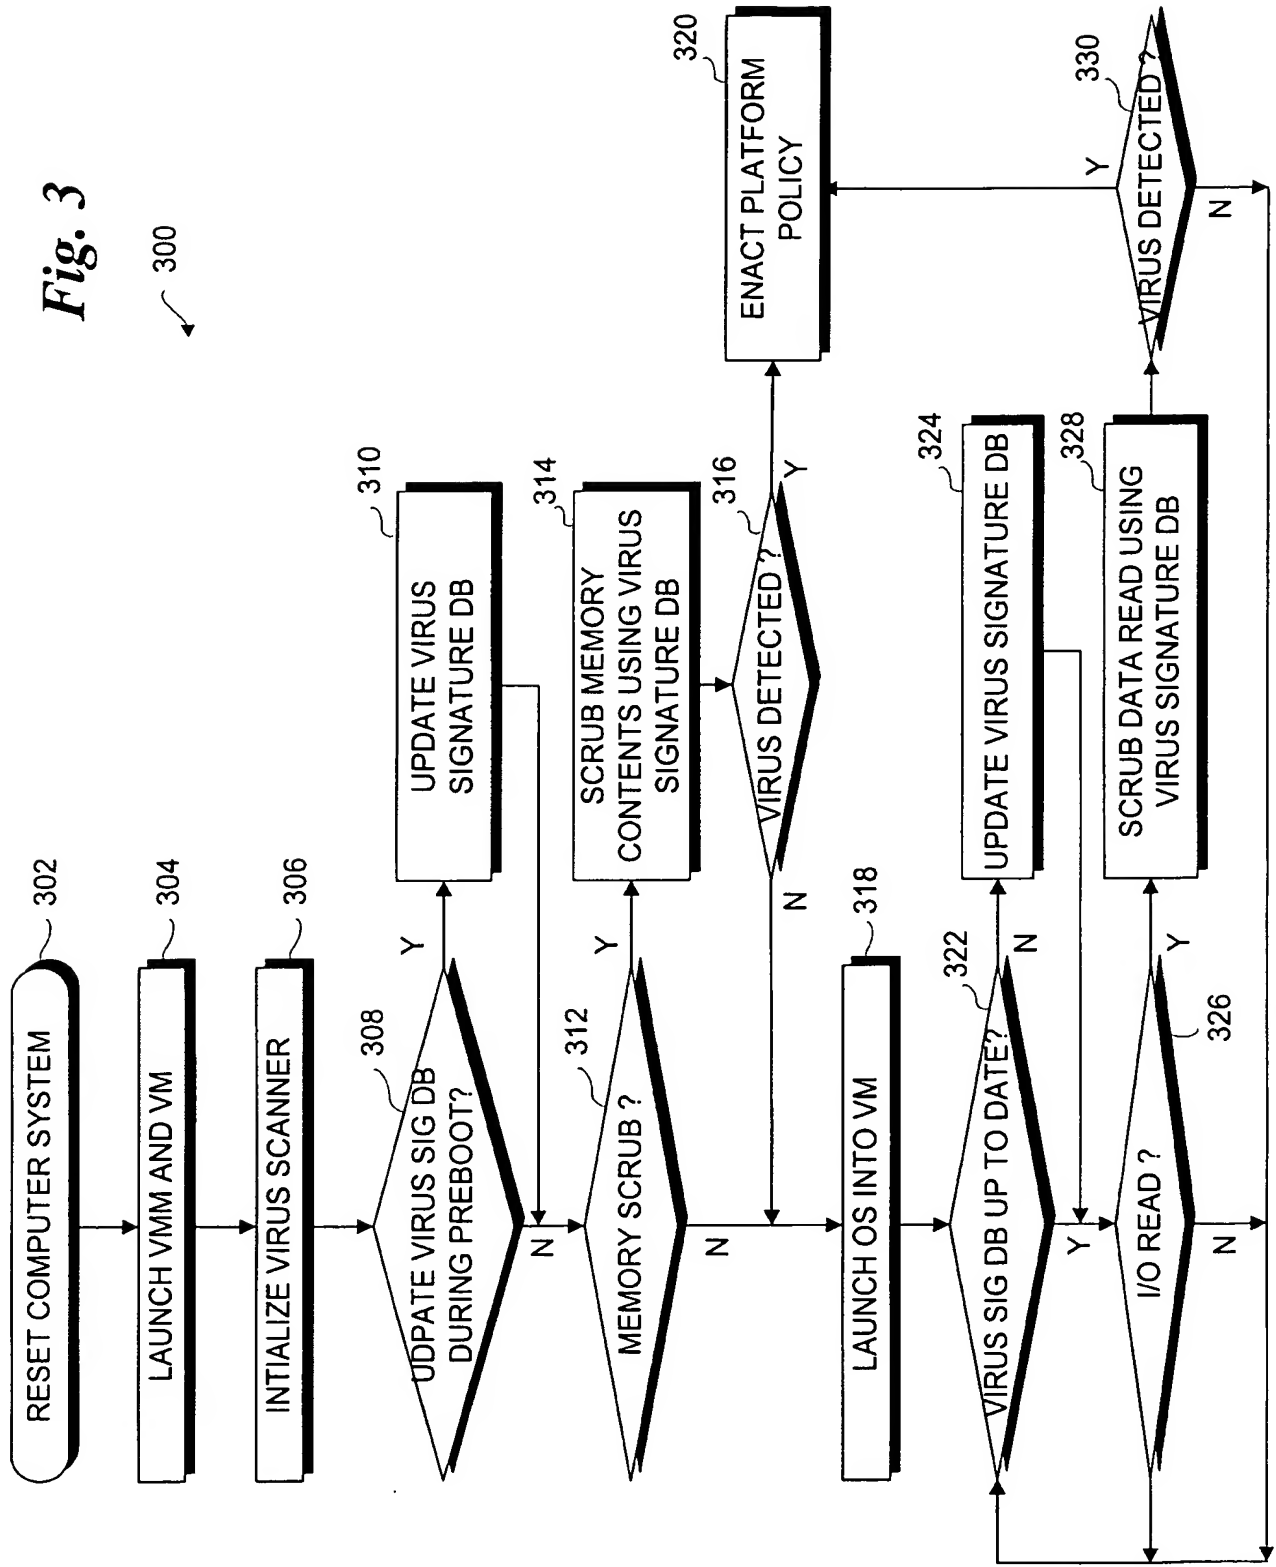 Fig. 3
300
RESET COMPUTER SYSTEM
302
LAUNCH VMM AND VM
304
INTIALIZE VIRUS SCANNER
306
UDPATE VIRUS SIG DB
DURING PREBOOT?
308
Y
N
UPDATE VIRUS
SIGNATURE DB
310
MEMORY SCRUB ?
312
Y
N
SCRUB MEMORY
CONTENTS USING VIRUS
SIGNATURE DB
314
VIRUS DETECTED ?
316
Y
N
ENACT PLATFORM
POLICY
320
LAUNCH OS INTO VM
318
VIRUS SIG DB UP TO DATE?
322
N
Y
UPDATE VIRUS SIGNATURE DB
324
I/O READ ?
326
Y
N
SCRUB DATA READ USING
VIRUS SIGNATURE DB
328
VIRUS DETECTED ?
330
Y
N